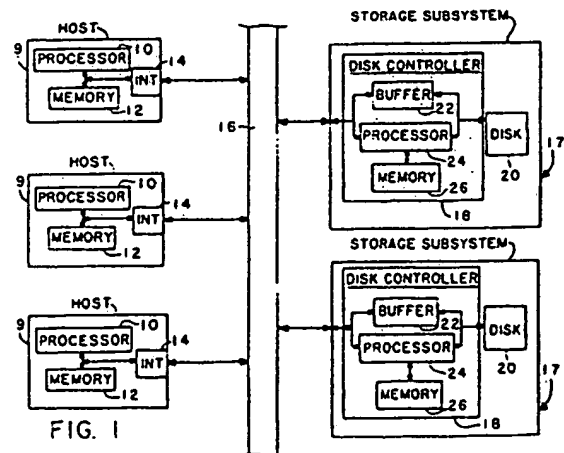 HOST
9
PROCESSOR
10
14
INT
MEMORY
12
HOST
9
PROCESSOR
10
14
INT
MEMORY
12
HOST
9
PROCESSOR
10
14
INT
MEMORY
12
FIG. 1
16
STORAGE SUBSYSTEM
DISK CONTROLLER
BUFFER
22
PROCESSOR
24
MEMORY
26
18
DISK
20
17
STORAGE SUBSYSTEM
DISK CONTROLLER
BUFFER
22
PROCESSOR
24
MEMORY
26
18
DISK
20
17